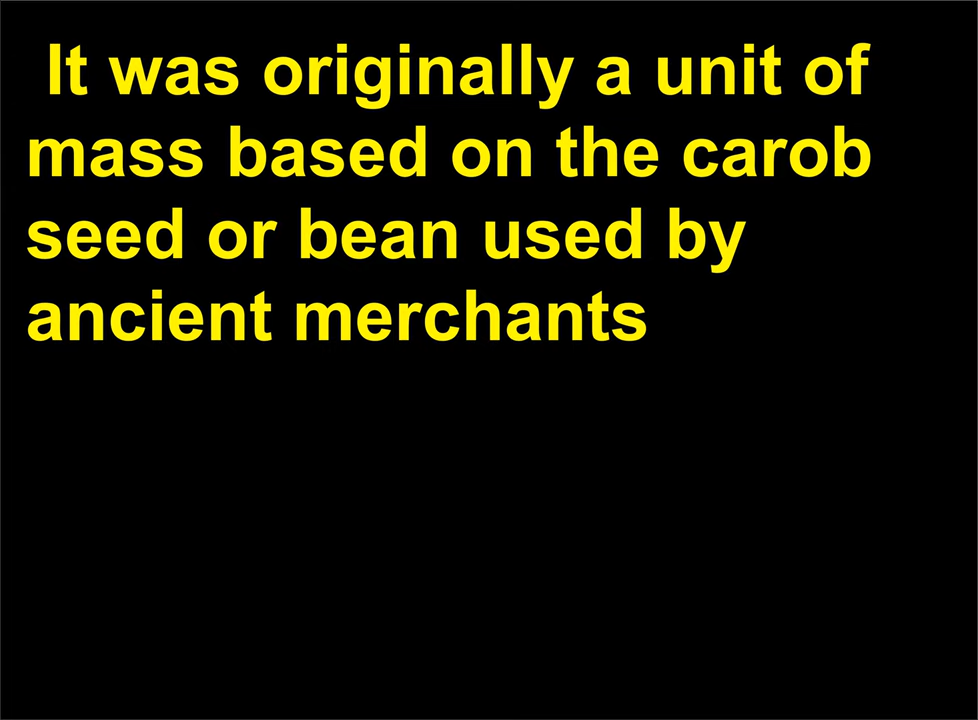 It was originally a unit of
mass based on the carob
seed or bean used by
ancient merchants